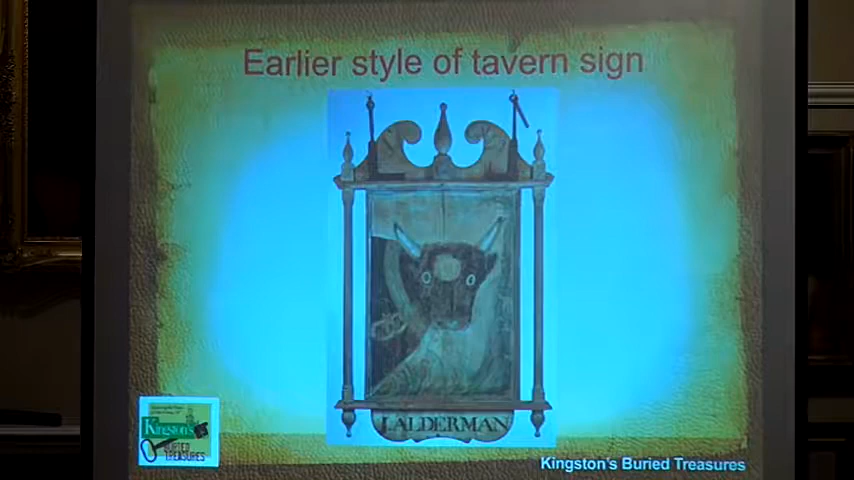 Earlier style of tavern sign
I.ALDERMAN
Kingston's
BURIED
TREASURES
Kingston's Buried Treasures